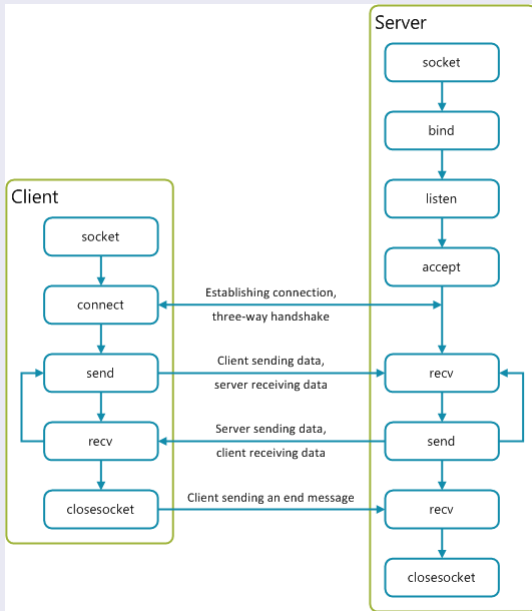 Server
socket
bind
listen
accept
Client
socket
connect
Establishing connection,
three-way handshake
send
Client sending data,
server receiving data
recv
recv
Server sending data,
client receiving data
send
closesocket
Client sending an end message
recv
closesocket